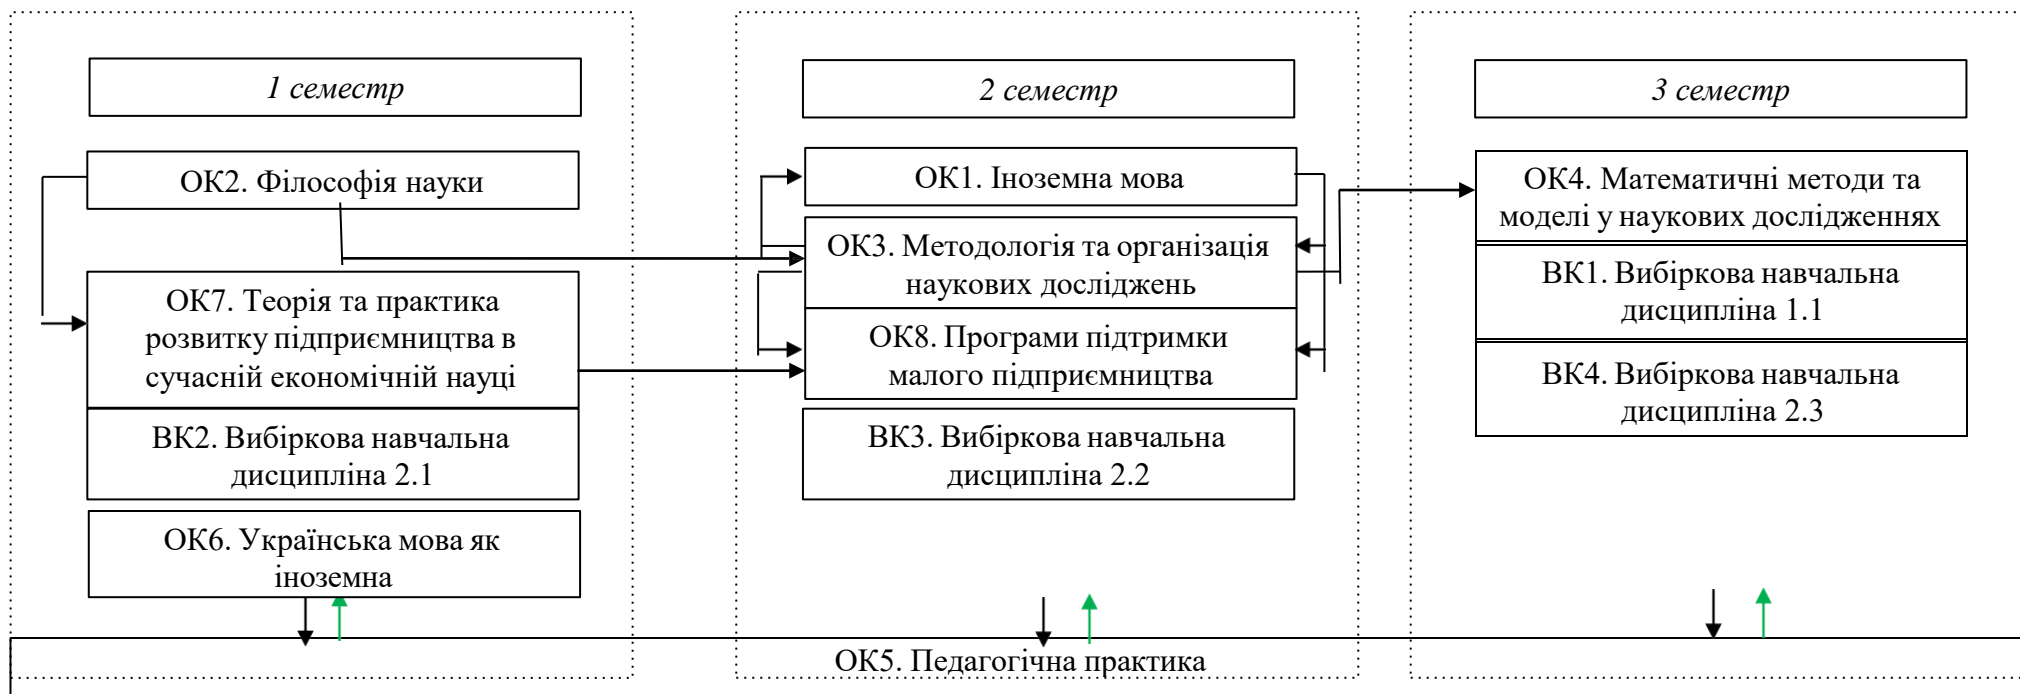 1 семестр
ОК2. Філософія науки
ОК7. Теорія та практика
розвитку підприємництва в
сучасній економічній науці
ВК2. Вибіркова навчальна
дисципліна 2.1
ОК6. Українська мова як
іноземна
2 семестр
ОК1. Іноземна мова
ОК3. Методологія та організація
наукових досліджень
ОК8. Програми підтримки
малого підприємництва
ВК3. Вибіркова навчальна
дисципліна 2.2
3 семестр
ОК4. Математичні методи та
моделі у наукових дослідженнях
ВК1. Вибіркова навчальна
дисципліна 1.1
ВК4. Вибіркова навчальна
дисципліна 2.3
ОК5. Педагогічна практика